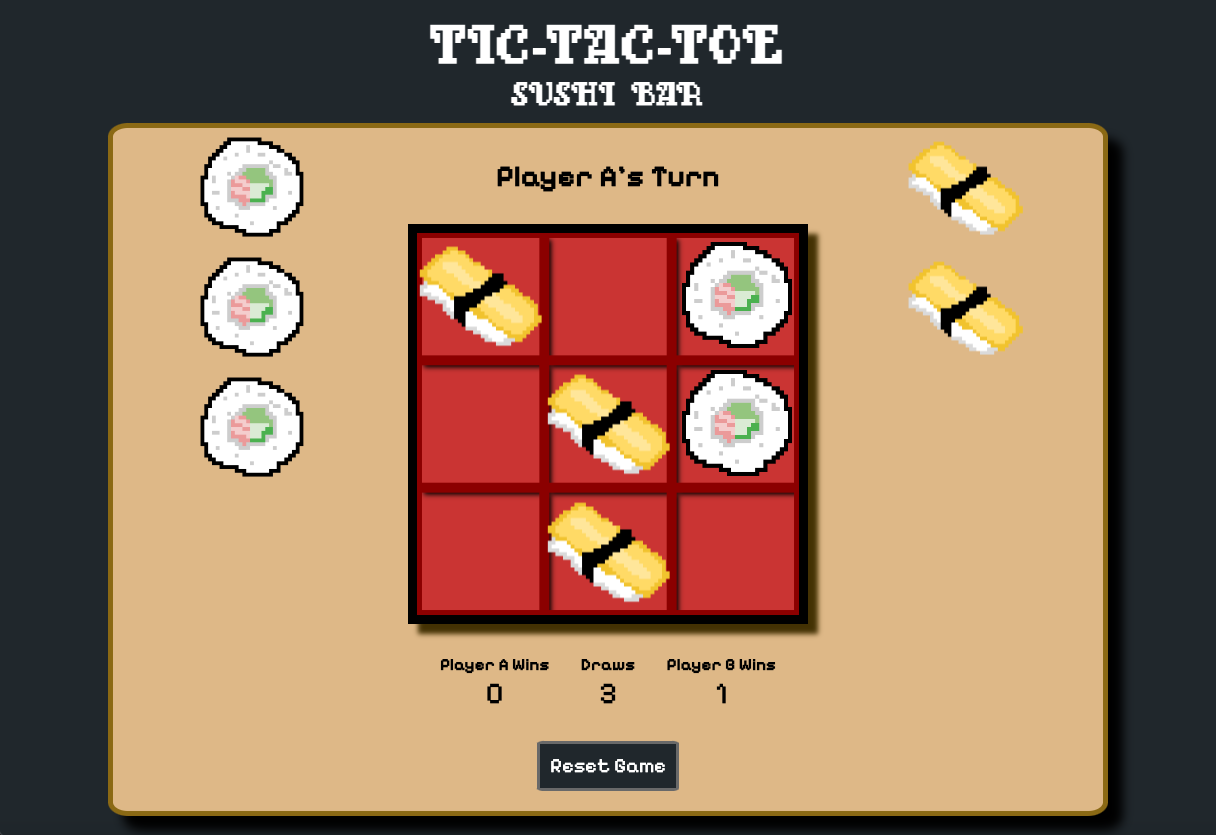 TIC-TAC-TOE
SUSHI BAR
Player A's Turn
Player A Wins Draws Player B Wins
0 3 1
Reset Game